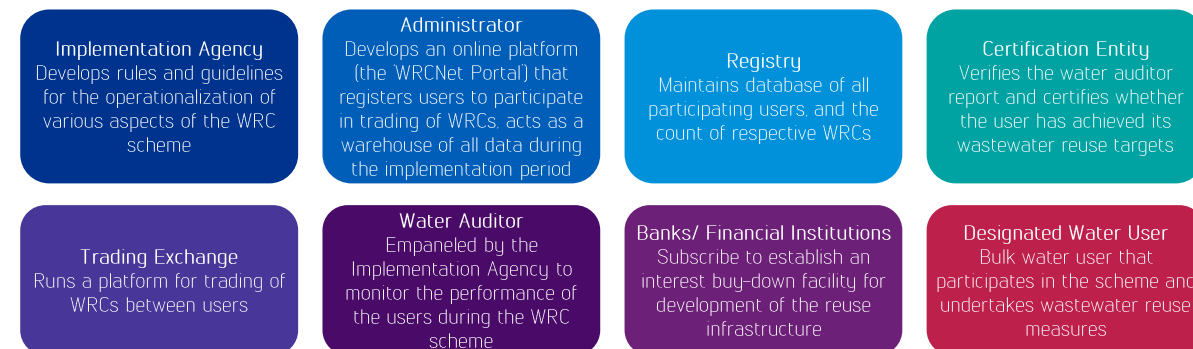 Implementation Agency
Develops rules and guidelines
for the operationalization of
various aspects of the WRC
scheme
Administrator
Develops an online platform
(the 'WRCNet Portal') that
registers users to participate
in trading of WRCs, acts as a
warehouse of all data during
the implementation period
Registry
Maintains database of all
participating users, and the
count of respective WRCs
Certification Entity
Verifies the water auditor
report and certifies whether
the user has achieved its
wastewater reuse targets
Trading Exchange
Runs a platform for trading of
WRCs between users
Water Auditor
Empaneled by the
Implementation Agency to
monitor the performance of
the users during the WRC
scheme
Banks/ Financial Institutions
Subscribe to establish an
interest buy-down facility for
development of the reuse
infrastructure
Designated Water User
Bulk water user that
participates in the scheme and
undertakes wastewater reuse
measures